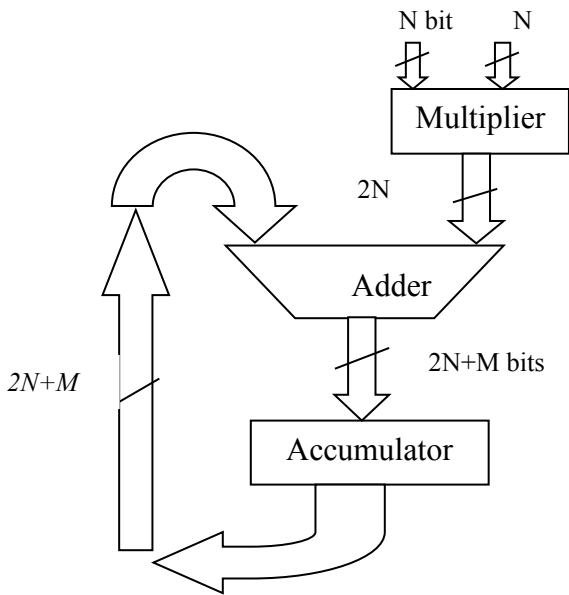 N bit N
Multiplier
2N
Adder
2N+M
2N+M bits
Accumulator